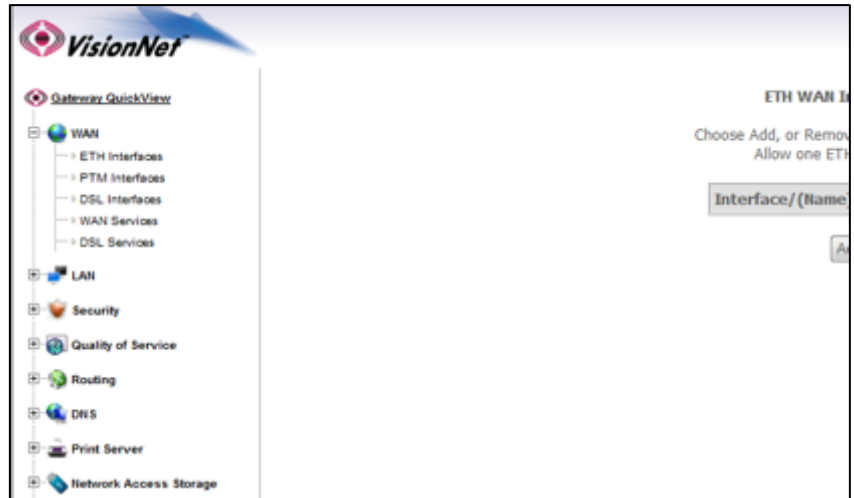 VisionNet
Gateway QuickView
WAN
ETH Interfaces
PTM Interfaces
DSL Interfaces
WAN Services
DSL Services
LAN
Security
Quality of Service
Routing
DNS
Print Server
Network Access Storage
ETH WAN I
Choose Add, or Remov
Allow one ETH
Interface/(Name)
A